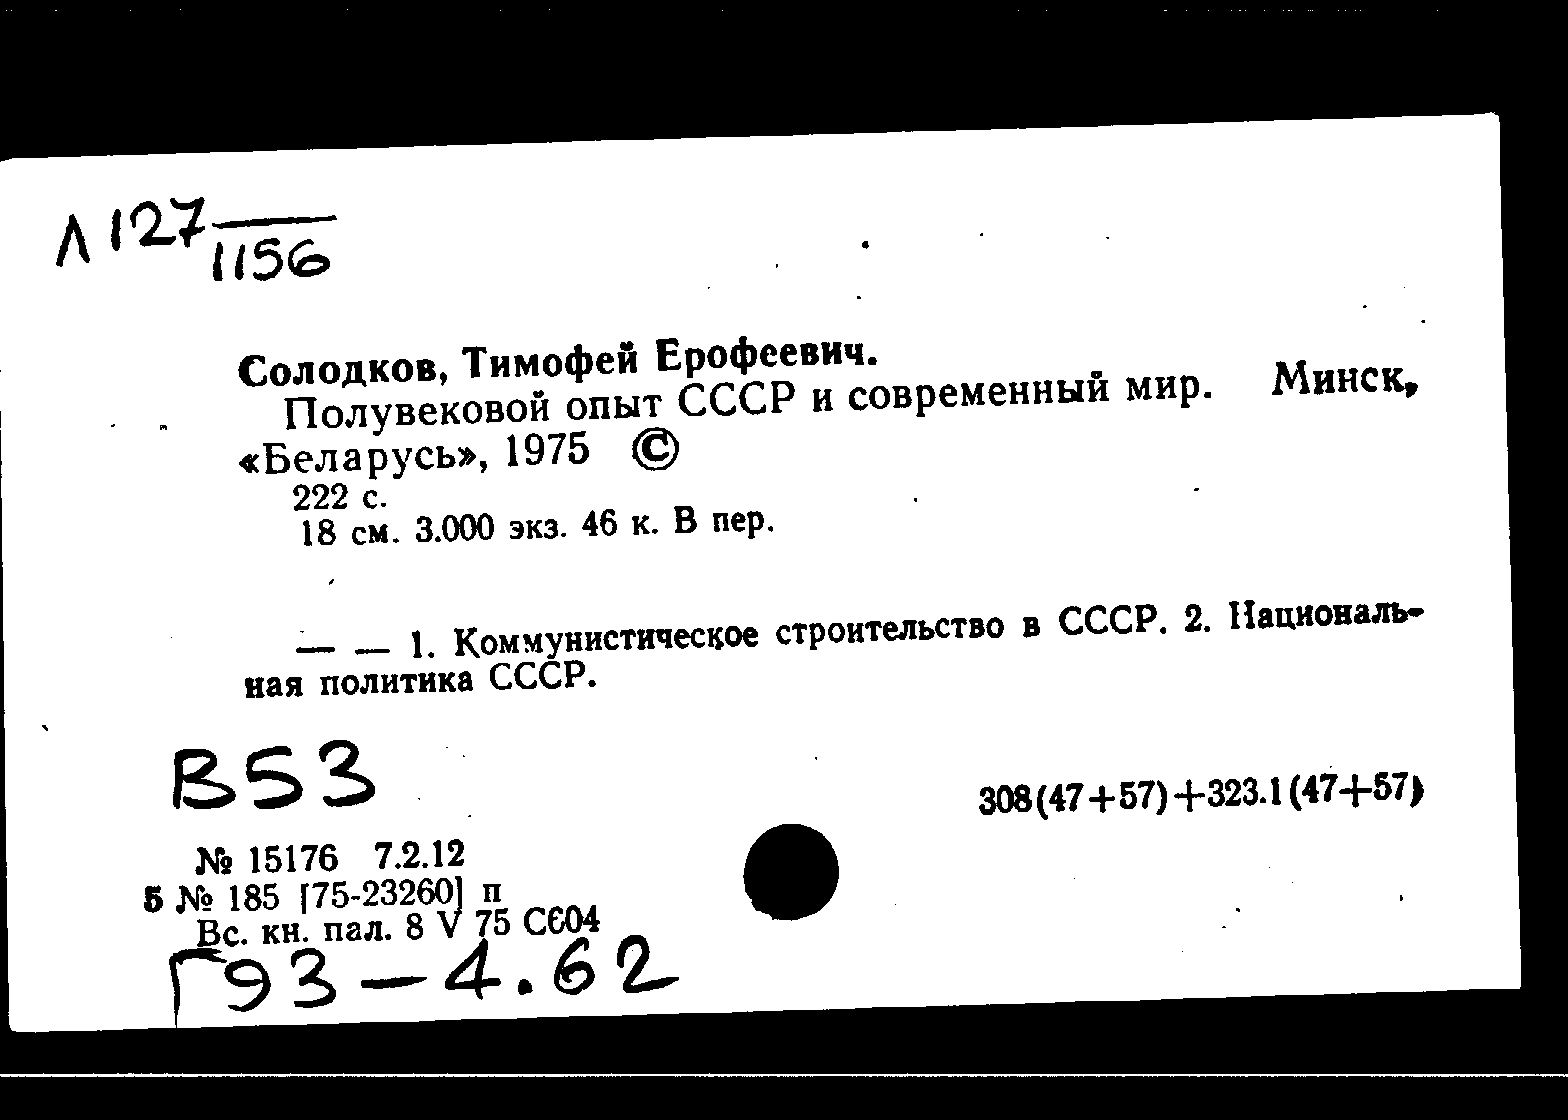 Л 127
1156
Солодков, Тимофей Ерофеевич.
Полувековой опыт СССР и современный мир. Минск,
«Беларусь», 1975 ©
222 с.
18 см. 3.000 экз. 46 к. В пер.
— — 1. Коммунистическое строительство в СССР. 2. Националь-
ная политика СССР.
В53
308(47+57)+323.1(47+57)
№ 15176 7.2.12
5 № 185 [75-23260] п
Вс. кн. пал. 8 V 75 С604
Г93-4.62